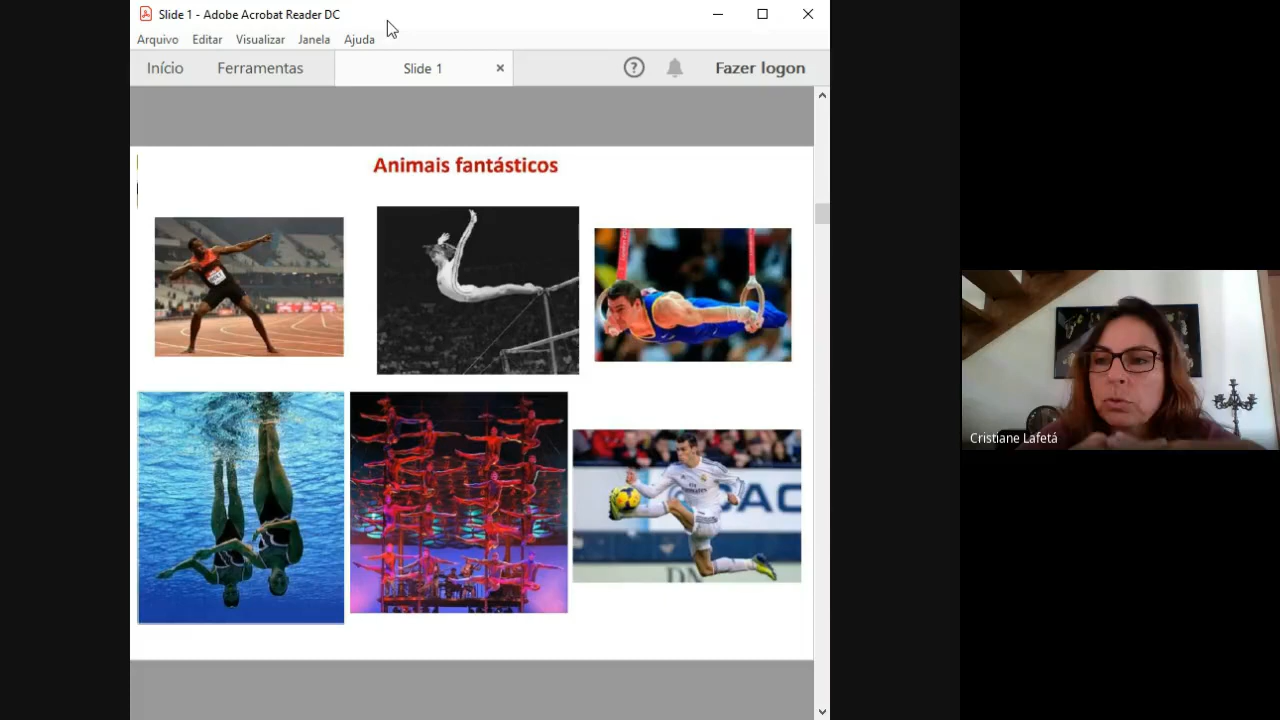 Slide 1 - Adobe Acrobat Reader DC
Arquivo Editar Visualizar Janela Ajuda
Início Ferramentas Slide 1 Fazer logon
Animais fantásticos
Cristiane Lafetá